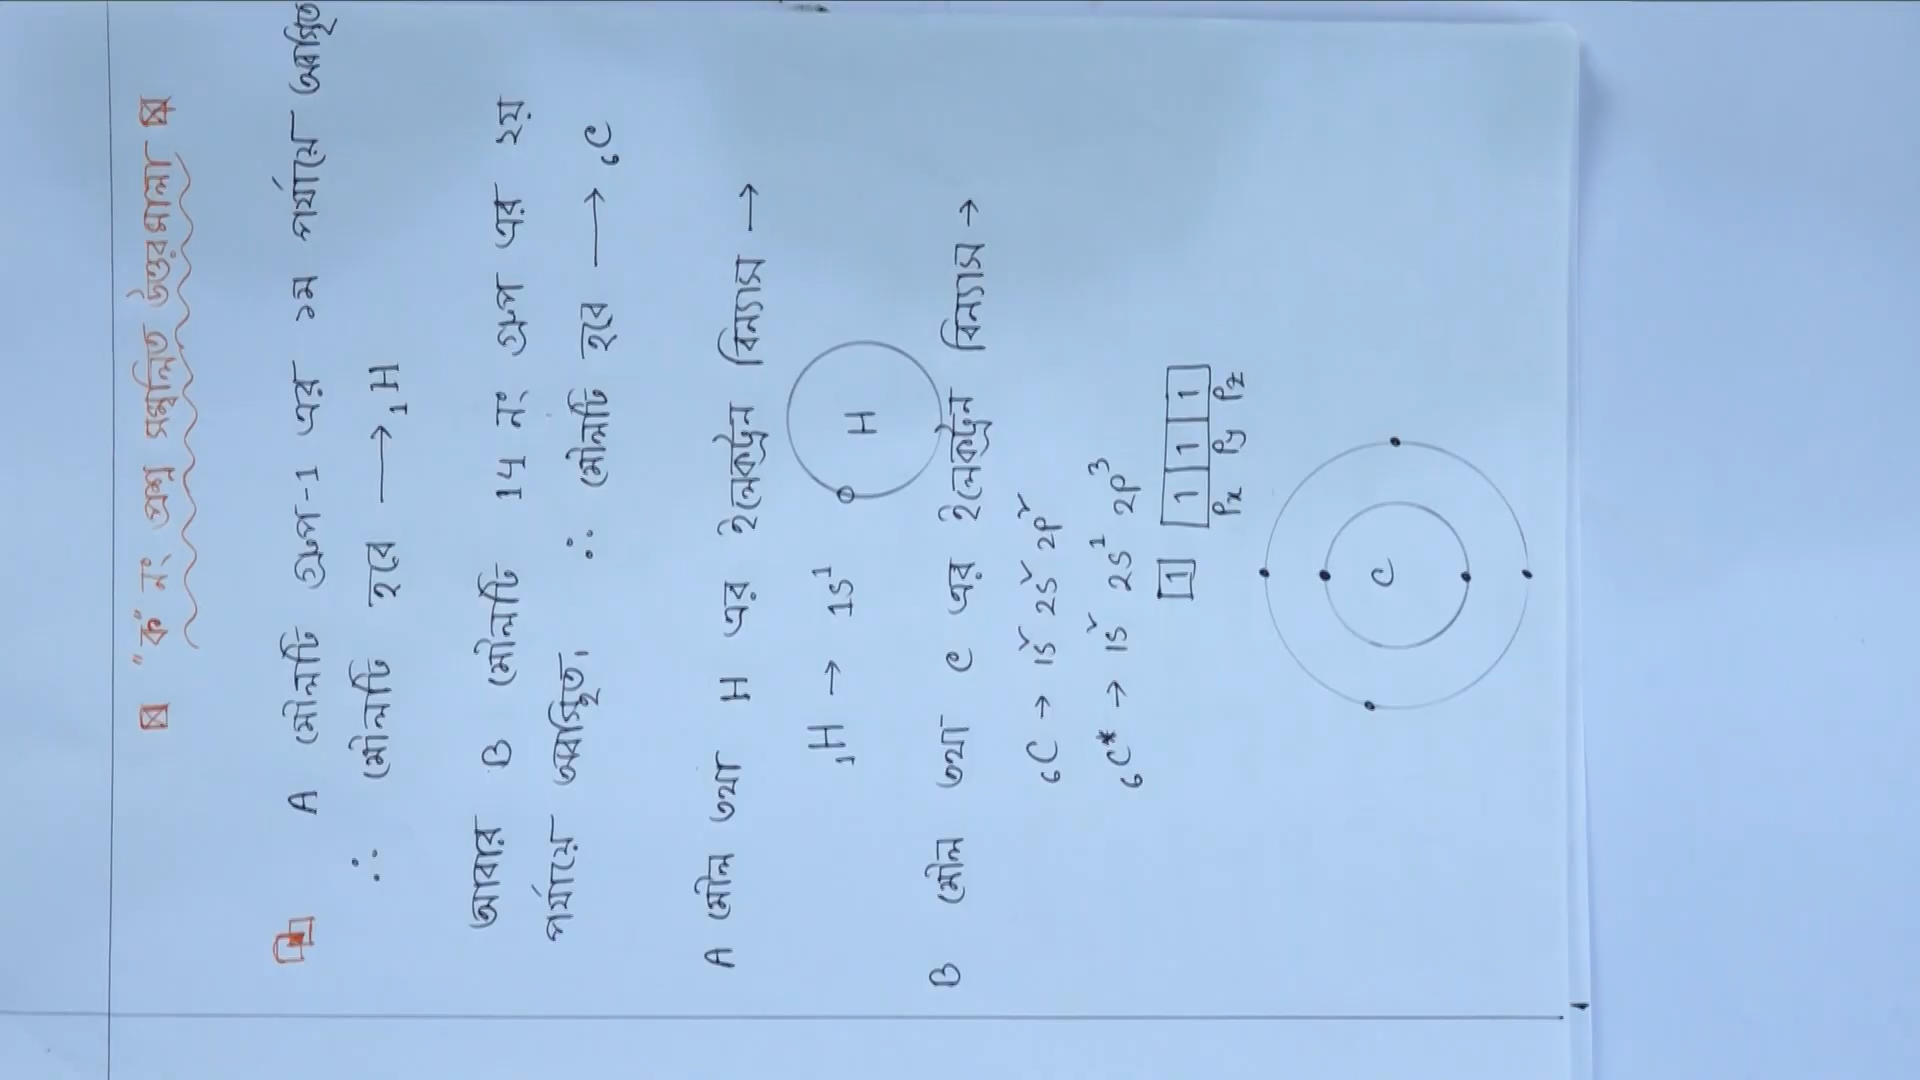 "ক" নং প্রশ্ন সম্বলিত উত্তরমালা
A মৌলটি গ্রুপ-1 এর ১ম পর্যায়ে অবস্থিত
∴ মৌলটি হবে ⟶ ₁H
আবার B মৌলটি 14 নং গ্রুপ এর ২য়
পর্যায়ে অবস্থিত। ∴ মৌলটি হবে ⟶ ₆C
A মৌল তথা H এর ইলেকট্রন বিন্যাস →
₁H → 1S¹
H
B মৌল তথা C এর ইলেকট্রন বিন্যাস →
₆C → 1S² 2S² 2P²
₆C* → 1S² 2S¹ 2P³
1 1 1 1
Px Py Pz
C